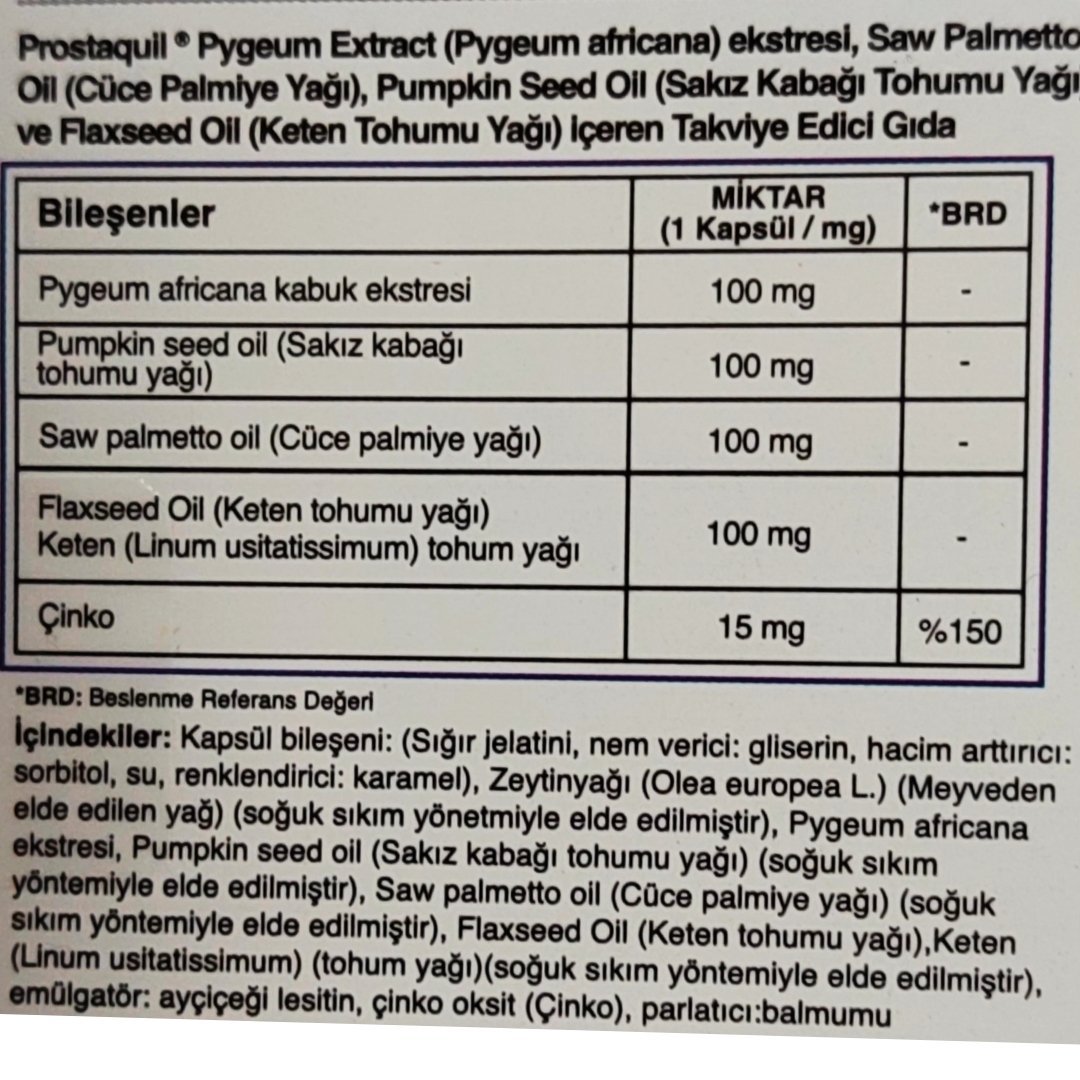 Prostaquil ® Pygeum Extract (Pygeum africana) ekstresi, Saw Palmetto
Oil (Cüce Palmiye Yağı), Pumpkin Seed Oil (Sakız Kabağı Tohumu Yağı
ve Flaxseed Oil (Keten Tohumu Yağı) içeren Takviye Edici Gıda
Bileşenler
MİKTAR
(1 Kapsül / mg)
*BRD
Pygeum africana kabuk ekstresi
100 mg
-
Pumpkin seed oil (Sakız kabağı
tohumu yağı)
100 mg
-
Saw palmetto oil (Cüce palmiye yağı)
100 mg
-
Flaxseed Oil (Keten tohumu yağı)
Keten (Linum usitatissimum) tohum yağı
100 mg
-
Çinko
15 mg
%150
*BRD: Beslenme Referans Değeri
İçindekiler: Kapsül bileşeni: (Sığır jelatini, nem verici: gliserin, hacim arttırıcı:
sorbitol, su, renklendirici: karamel), Zeytinyağı (Olea europea L.) (Meyveden
elde edilen yağ) (soğuk sıkım yönetmiyle elde edilmiştir), Pygeum africana
ekstresi, Pumpkin seed oil (Sakız kabağı tohumu yağı) (soğuk sıkım
yöntemiyle elde edilmiştir), Saw palmetto oil (Cüce palmiye yağı) (soğuk
sıkım yöntemiyle elde edilmiştir), Flaxseed Oil (Keten tohumu yağı),Keten
(Linum usitatissimum) (tohum yağı)(soğuk sıkım yöntemiyle elde edilmiştir),
emülgatör: ayçiçeği lesitin, çinko oksit (Çinko), parlatıcı:balmumu